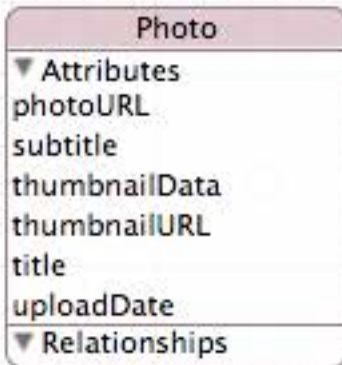 Photo
Attributes
photoURL
subtitle
thumbnailData
thumbnailURL
title
uploadDate
Relationships